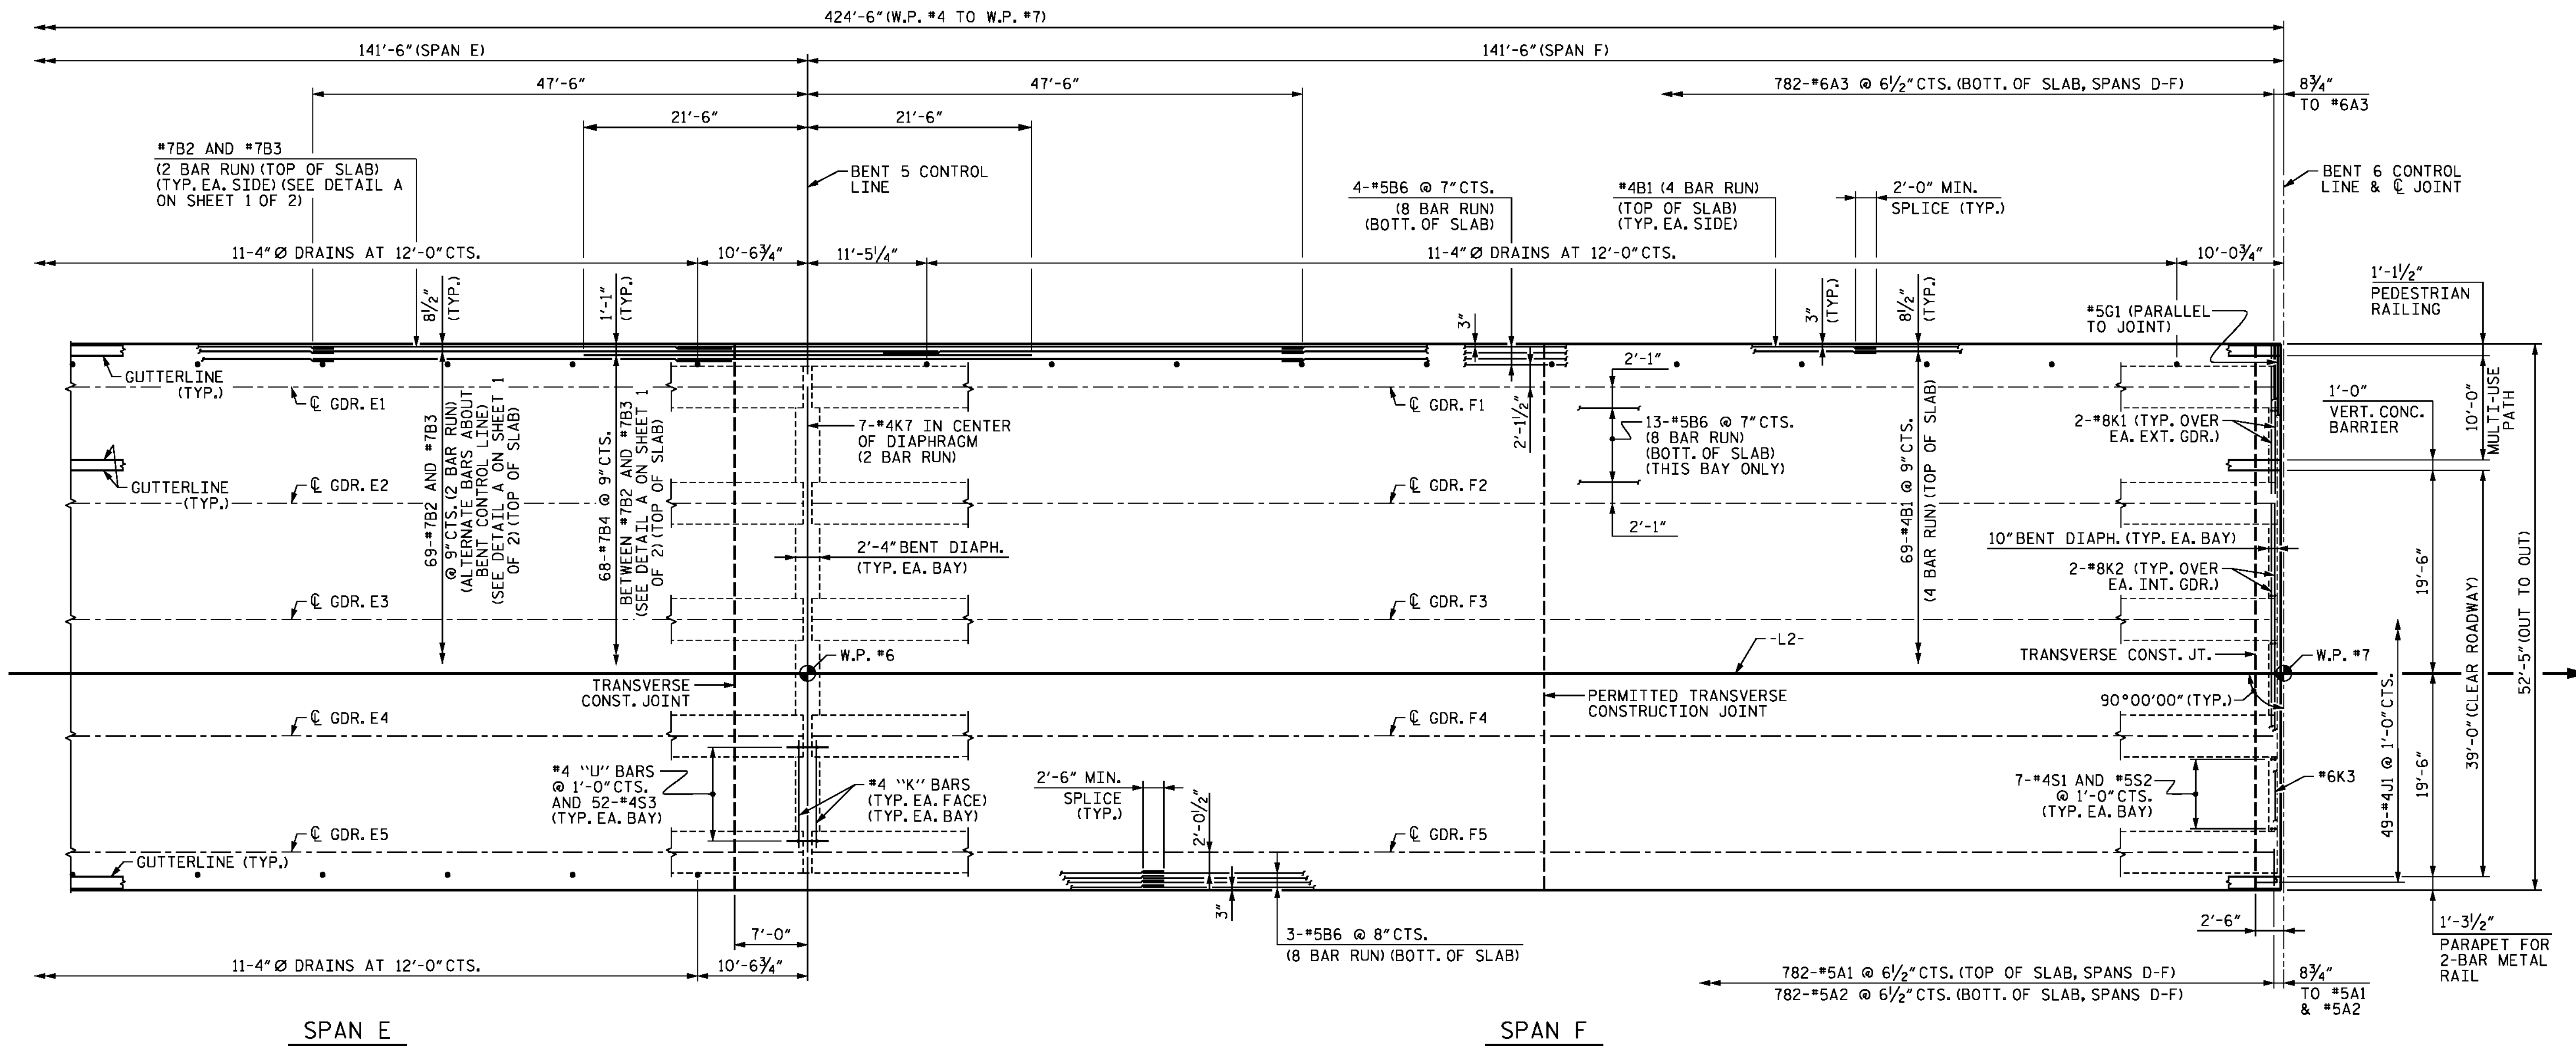 424'-6" (W.P. #4 TO W.P. #7)
141'-6" (SPAN E)
141'-6" (SPAN F)
47'-6"
47'-6"
782-#6A3 @ 6½" CTS. (BOTT. OF SLAB, SPANS D-F)
8¾"
TO #6A3
21'-6"
21'-6"
#7B2 AND #7B3
(2 BAR RUN) (TOP OF SLAB)
(TYP. EA. SIDE) (SEE DETAIL A
ON SHEET 1 OF 2)
BENT 5 CONTROL
LINE
4-#5B6 @ 7" CTS.
(8 BAR RUN)
(BOTT. OF SLAB)
#4B1 (4 BAR RUN)
(TOP OF SLAB)
(TYP. EA. SIDE)
2'-0" MIN.
SPLICE (TYP.)
BENT 6 CONTROL
LINE & ℄ JOINT
11-4" Ø DRAINS AT 12'-0" CTS.
10'-6¾"
11'-5¼"
11-4" Ø DRAINS AT 12'-0" CTS.
10'-0¾"
8½"
(TYP.)
1'-1"
(TYP.)
3"
3"
(TYP.)
8½"
(TYP.)
#5G1 (PARALLEL
TO JOINT)
1'-1½"
PEDESTRIAN
RAILING
GUTTERLINE
(TYP.)
℄ GDR. E1
℄ GDR. F1
2'-1"
2'-1½"
13-#5B6 @ 7" CTS.
(8 BAR RUN)
(BOTT. OF SLAB)
(THIS BAY ONLY)
2'-1"
7-#4K7 IN CENTER
OF DIAPHRAGM
(2 BAR RUN)
2-#8K1 (TYP. OVER
EA. EXT. GDR.)
1'-0"
VERT. CONC.
BARRIER
10'-0"
MULTI-USE
PATH
GUTTERLINE
(TYP.)
℄ GDR. E2
℄ GDR. F2
69-#7B2 AND #7B3
@ 9" CTS. (2 BAR RUN)
(ALTERNATE BARS ABOUT
BENT CONTROL LINE)
(SEE DETAIL A ON SHEET 1
OF 2) (TOP OF SLAB)
68-#7B4 @ 9" CTS.
BETWEEN #7B2 AND #7B3
(SEE DETAIL A ON SHEET 1
OF 2) (TOP OF SLAB)
69-#4B1 @ 9" CTS.
(4 BAR RUN) (TOP OF SLAB)
2'-4" BENT DIAPH.
(TYP. EA. BAY)
10" BENT DIAPH. (TYP. EA. BAY)
2-#8K2 (TYP. OVER
EA. INT. GDR.)
℄ GDR. E3
℄ GDR. F3
19'-6"
39'-0" (CLEAR ROADWAY)
52'-5" (OUT TO OUT)
-L2-
W.P. #6
TRANSVERSE CONST. JT.
W.P. #7
TRANSVERSE
CONST. JOINT
PERMITTED TRANSVERSE
CONSTRUCTION JOINT
90°00'00" (TYP.)
49-#4J1 @ 1'-0" CTS.
℄ GDR. E4
℄ GDR. F4
#4 "U" BARS
@ 1'-0" CTS.
AND 52-#4S3
(TYP. EA. BAY)
#4 "K" BARS
(TYP. EA. FACE)
(TYP. EA. BAY)
2'-6" MIN.
SPLICE
(TYP.)
2'-0½"
7-#4S1 AND #5S2
@ 1'-0" CTS.
(TYP. EA. BAY)
#6K3
19'-6"
℄ GDR. E5
℄ GDR. F5
GUTTERLINE (TYP.)
3"
7'-0"
3-#5B6 @ 8" CTS.
(8 BAR RUN) (BOTT. OF SLAB)
2'-6"
1'-3½"
PARAPET FOR
2-BAR METAL
RAIL
11-4" Ø DRAINS AT 12'-0" CTS.
10'-6¾"
782-#5A1 @ 6½" CTS. (TOP OF SLAB, SPANS D-F)
782-#5A2 @ 6½" CTS. (BOTT. OF SLAB, SPANS D-F)
8¾"
TO #5A1
& #5A2
SPAN E
SPAN F